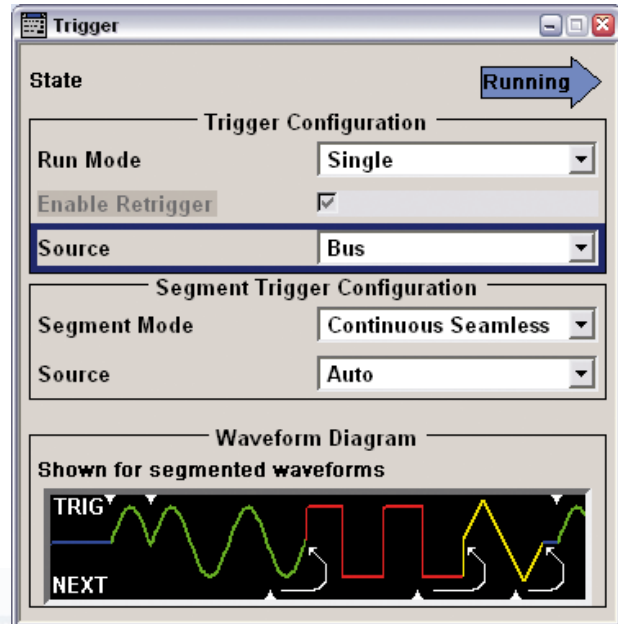 Trigger
State Running
Trigger Configuration
Run Mode Single
Enable Retrigger
Source Bus
Segment Trigger Configuration
Segment Mode Continuous Seamless
Source Auto
Waveform Diagram
Shown for segmented waveforms
TRIG
NEXT